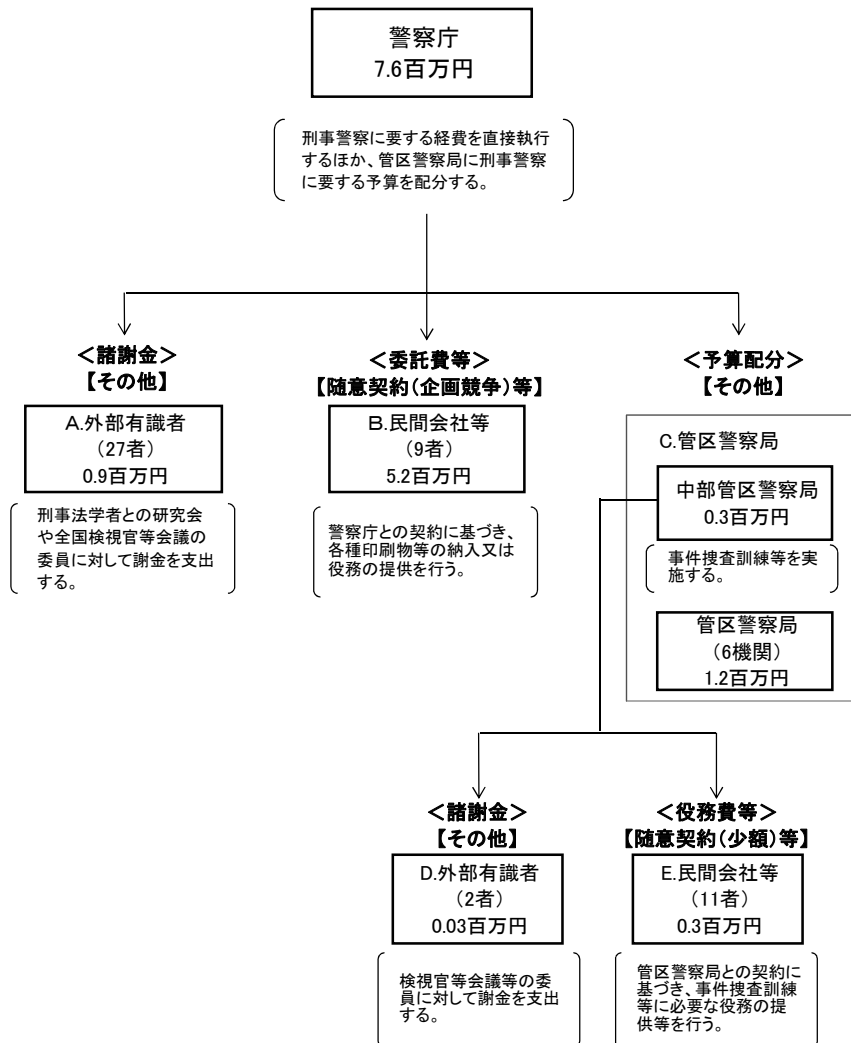 警察庁
7.6百万円
刑事警察に要する経費を直接執行
するほか、管区警察局に刑事警察
に要する予算を配分する。
＜諸謝金＞
【その他】
A.外部有識者
(27者)
0.9百万円
刑事法学者との研究会
や全国検視官等会議の
委員に対して謝金を支出
する。
＜委託費等＞
【随意契約(企画競争)等】
B.民間会社等
(9者)
5.2百万円
警察庁との契約に基づき、
各種印刷物等の納入又は
役務の提供を行う。
＜予算配分＞
【その他】
C.管区警察局
中部管区警察局
0.3百万円
事件捜査訓練等を実
施する。
管区警察局
(6機関)
1.2百万円
＜諸謝金＞
【その他】
D.外部有識者
(2者)
0.03百万円
検視官等会議等の委
員に対して謝金を支出
する。
＜役務費等＞
【随意契約(少額)等】
E.民間会社等
(11者)
0.3百万円
管区警察局との契約に
基づき、事件捜査訓練
等に必要な役務の提
供等を行う。